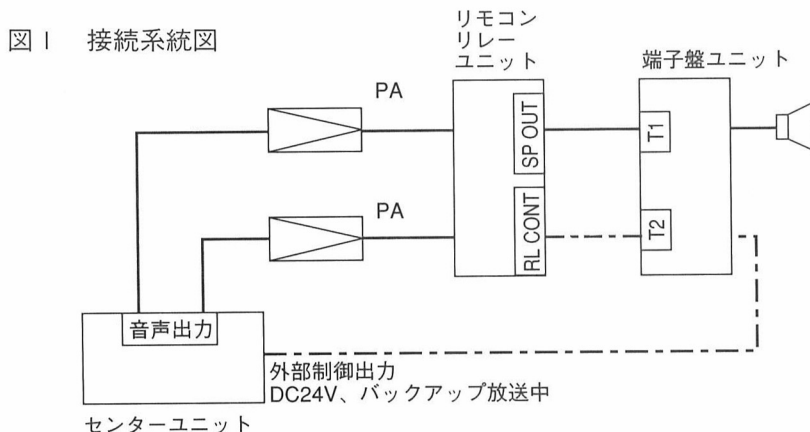 図1 接続系統図
リモコン
リレー
ユニット
端子盤ユニット
PA
SP OUT
T1
PA
RL CONT
T2
音声出力
外部制御出力
DC24V、バックアップ放送中
センターユニット